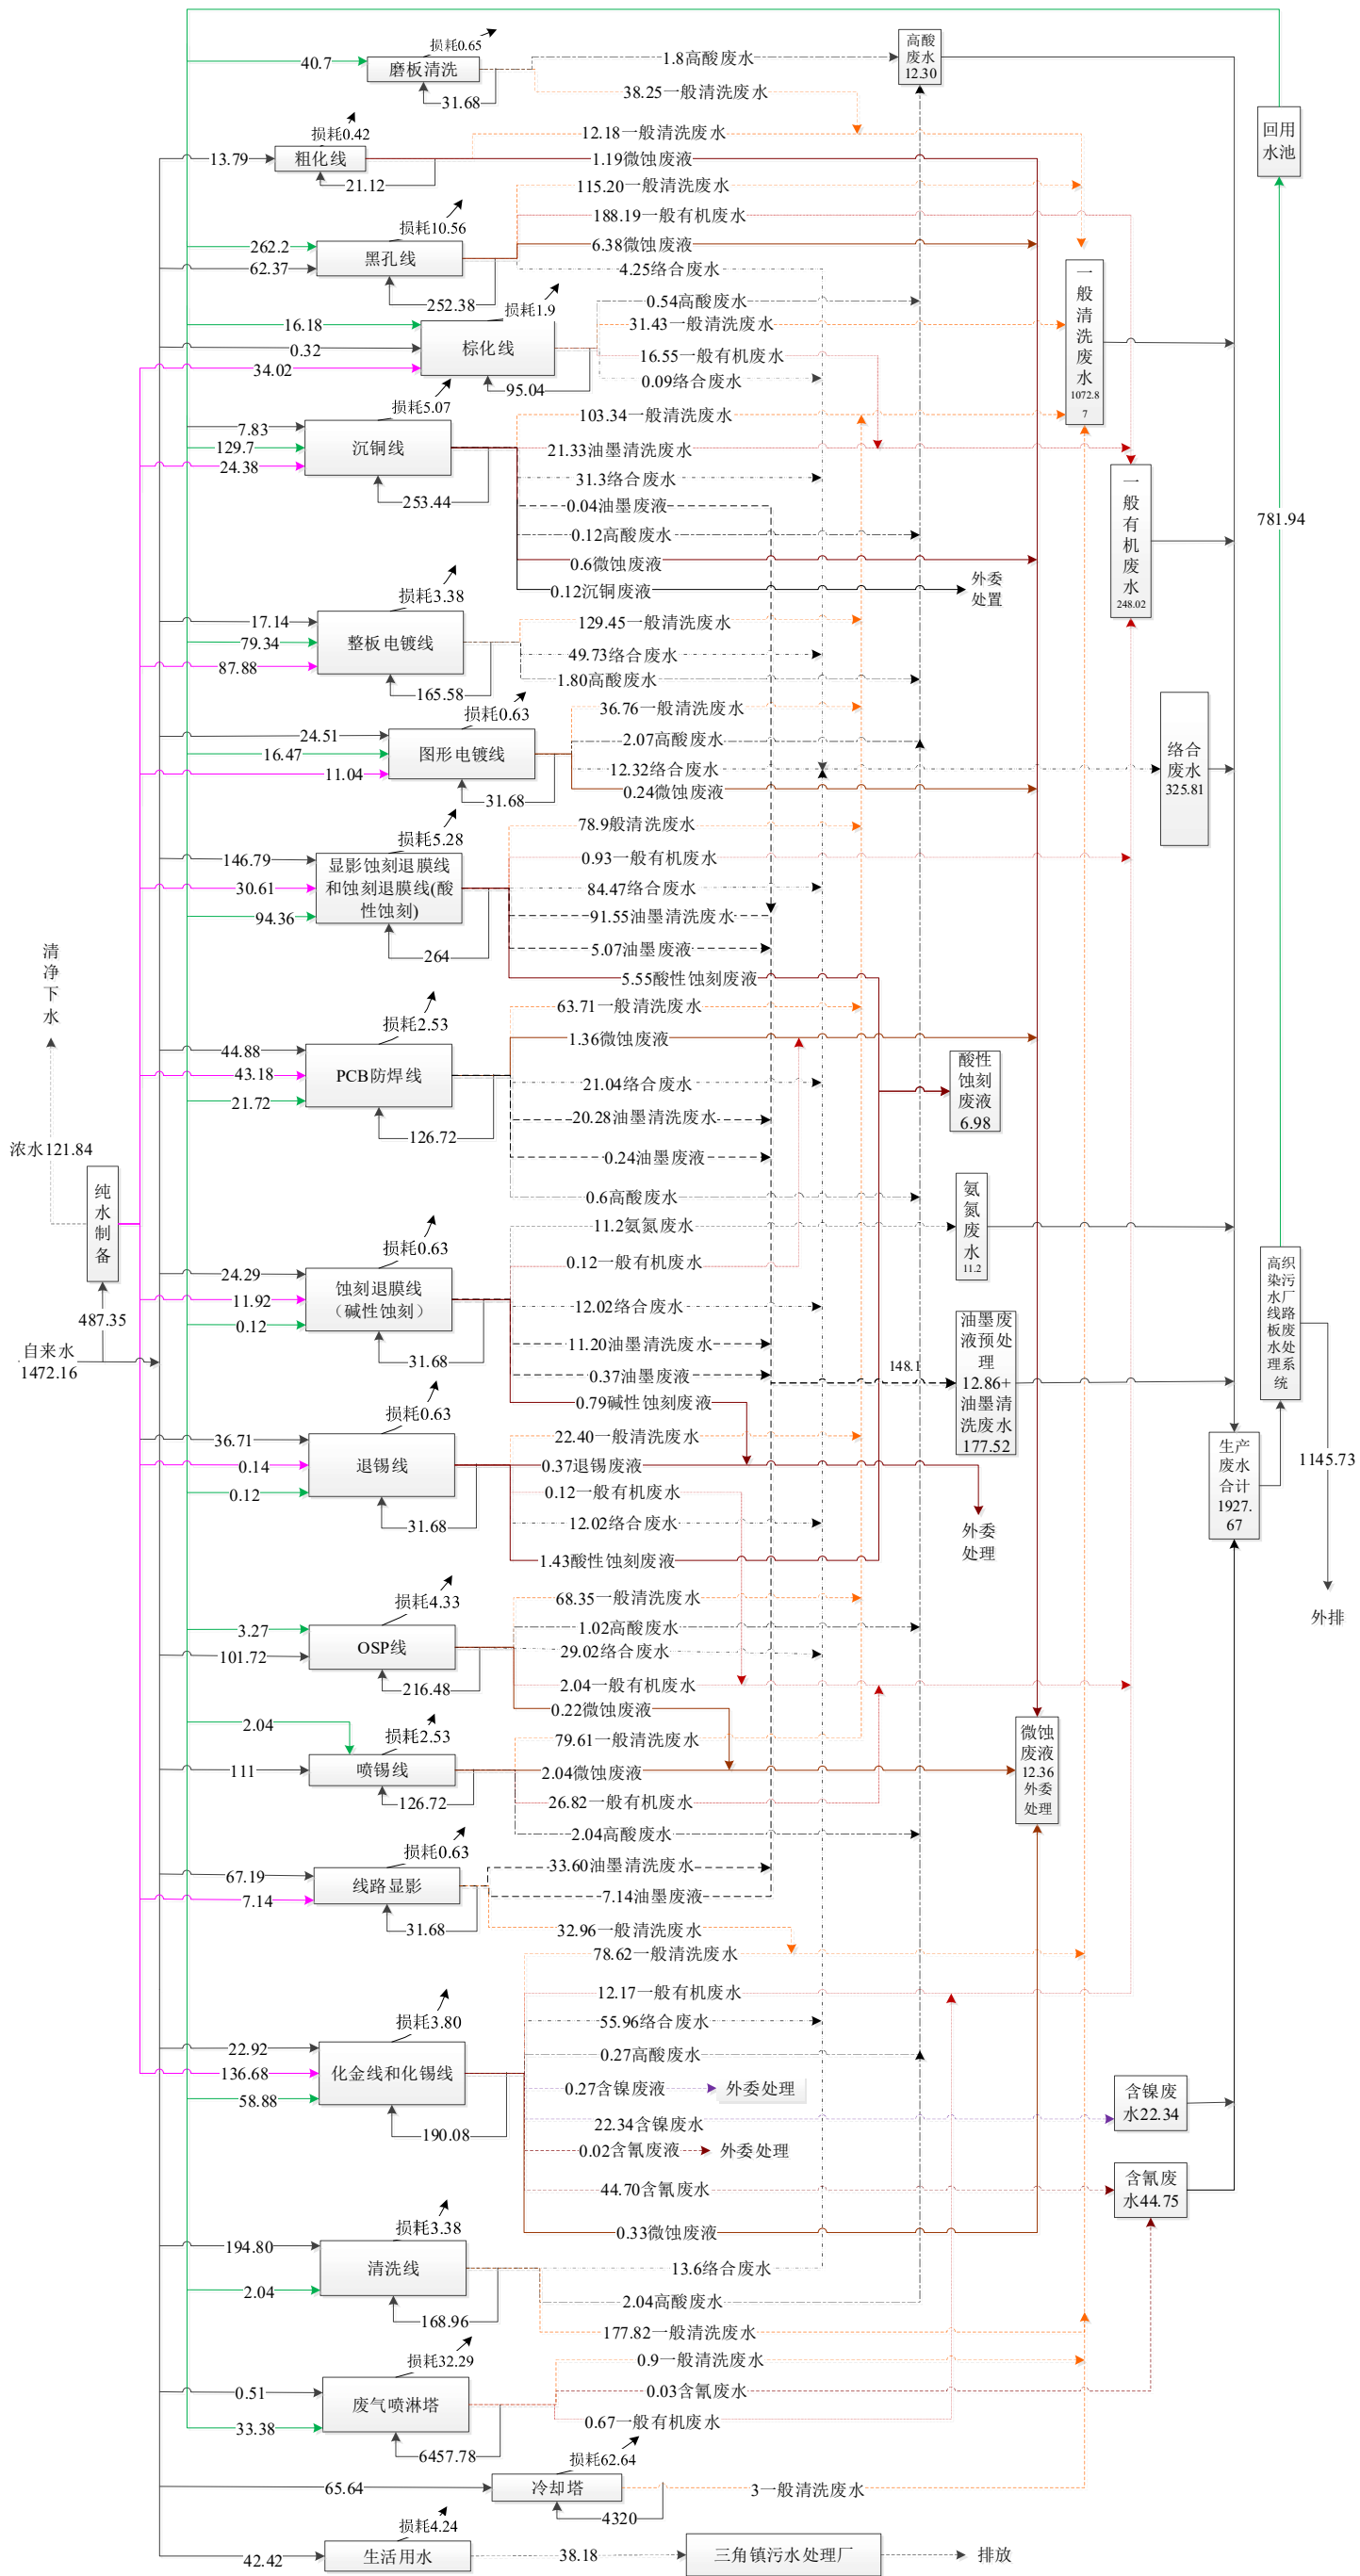 损耗0.65
高酸
废水
12.30
40.7
磨板清洗
1.8高酸废水
31.68
38.25一般清洗废水
回用
水池
损耗0.42
12.18一般清洗废水
13.79
粗化线
1.19微蚀废液
21.12
115.20一般清洗废水
188.19一般有机废水
损耗10.56
262.2
黑孔线
6.38微蚀废液
62.37
4.25络合废水
252.38
一
般
清
洗
废
水
1072.8
7
损耗1.9
0.54高酸废水
16.18
31.43一般清洗废水
0.32
棕化线
16.55一般有机废水
34.02
0.09络合废水
95.04
损耗5.07
103.34一般清洗废水
7.83
129.7
沉铜线
21.33油墨清洗废水
24.38
31.3络合废水
253.44
0.04油墨废液
0.12高酸废水
0.6微蚀废液
0.12沉铜废液
外委
处置
一
般
有
机
废
水
248.02
781.94
损耗3.38
17.14
129.45一般清洗废水
79.34
整板电镀线
49.73络合废水
87.88
1.80高酸废水
165.58
损耗0.63
36.76一般清洗废水
24.51
2.07高酸废水
16.47
图形电镀线
12.32络合废水
11.04
0.24微蚀废液
31.68
络合
废水
325.81
损耗5.28
78.9般清洗废水
146.79
显影蚀刻退膜线
和蚀刻退膜线(酸
性蚀刻)
0.93一般有机废水
30.61
84.47络合废水
94.36
91.55油墨清洗废水
264
5.07油墨废液
5.55酸性蚀刻废液
清
净
下
水
损耗2.53
63.71一般清洗废水
44.88
1.36微蚀废液
43.18
PCB防焊线
21.04络合废水
21.72
20.28油墨清洗废水
126.72
0.24油墨废液
0.6高酸废水
酸性
蚀刻
废液
6.98
浓水121.84
纯
水
制
备
487.35
自来水
1472.16
损耗0.63
11.2氨氮废水
24.29
0.12一般有机废水
11.92
蚀刻退膜线
（碱性蚀刻）
12.02络合废水
0.12
11.20油墨清洗废水
31.68
0.37油墨废液
0.79碱性蚀刻废液
氨
氮
废
水
11.2
148.1
油墨废
液预处
理
12.86+
油墨清
洗废水
177.52
高织
染污
水厂
线路
板废
水处
理系
统
损耗0.63
22.40一般清洗废水
36.71
0.14
退锡线
0.37退锡废液
0.12
0.12一般有机废水
31.68
12.02络合废水
1.43酸性蚀刻废液
外委
处理
生产
废水
合计
1927.
67
1145.73
外排
损耗4.33
68.35一般清洗废水
3.27
1.02高酸废水
101.72
OSP线
29.02络合废水
216.48
2.04一般有机废水
0.22微蚀废液
2.04
损耗2.53
79.61一般清洗废水
111
喷锡线
2.04微蚀废液
126.72
26.82一般有机废水
2.04高酸废水
微蚀
废液
12.36
外委
处理
损耗0.63
33.60油墨清洗废水
67.19
线路显影
7.14
7.14油墨废液
31.68
32.96一般清洗废水
78.62一般清洗废水
12.17一般有机废水
损耗3.80
55.96络合废水
22.92
0.27高酸废水
136.68
化金线和化锡线
0.27含镍废液
外委处理
58.88
22.34含镍废水
190.08
0.02含氰废液
外委处理
44.70含氰废水
0.33微蚀废液
含镍废
水22.34
含氰废
水44.75
损耗3.38
194.80
清洗线
13.6络合废水
2.04
2.04高酸废水
168.96
177.82一般清洗废水
损耗32.29
0.9一般清洗废水
0.51
废气喷淋塔
0.03含氰废水
33.38
0.67一般有机废水
6457.78
损耗62.64
65.64
冷却塔
3一般清洗废水
4320
损耗4.24
42.42
生活用水
38.18
三角镇污水处理厂
排放